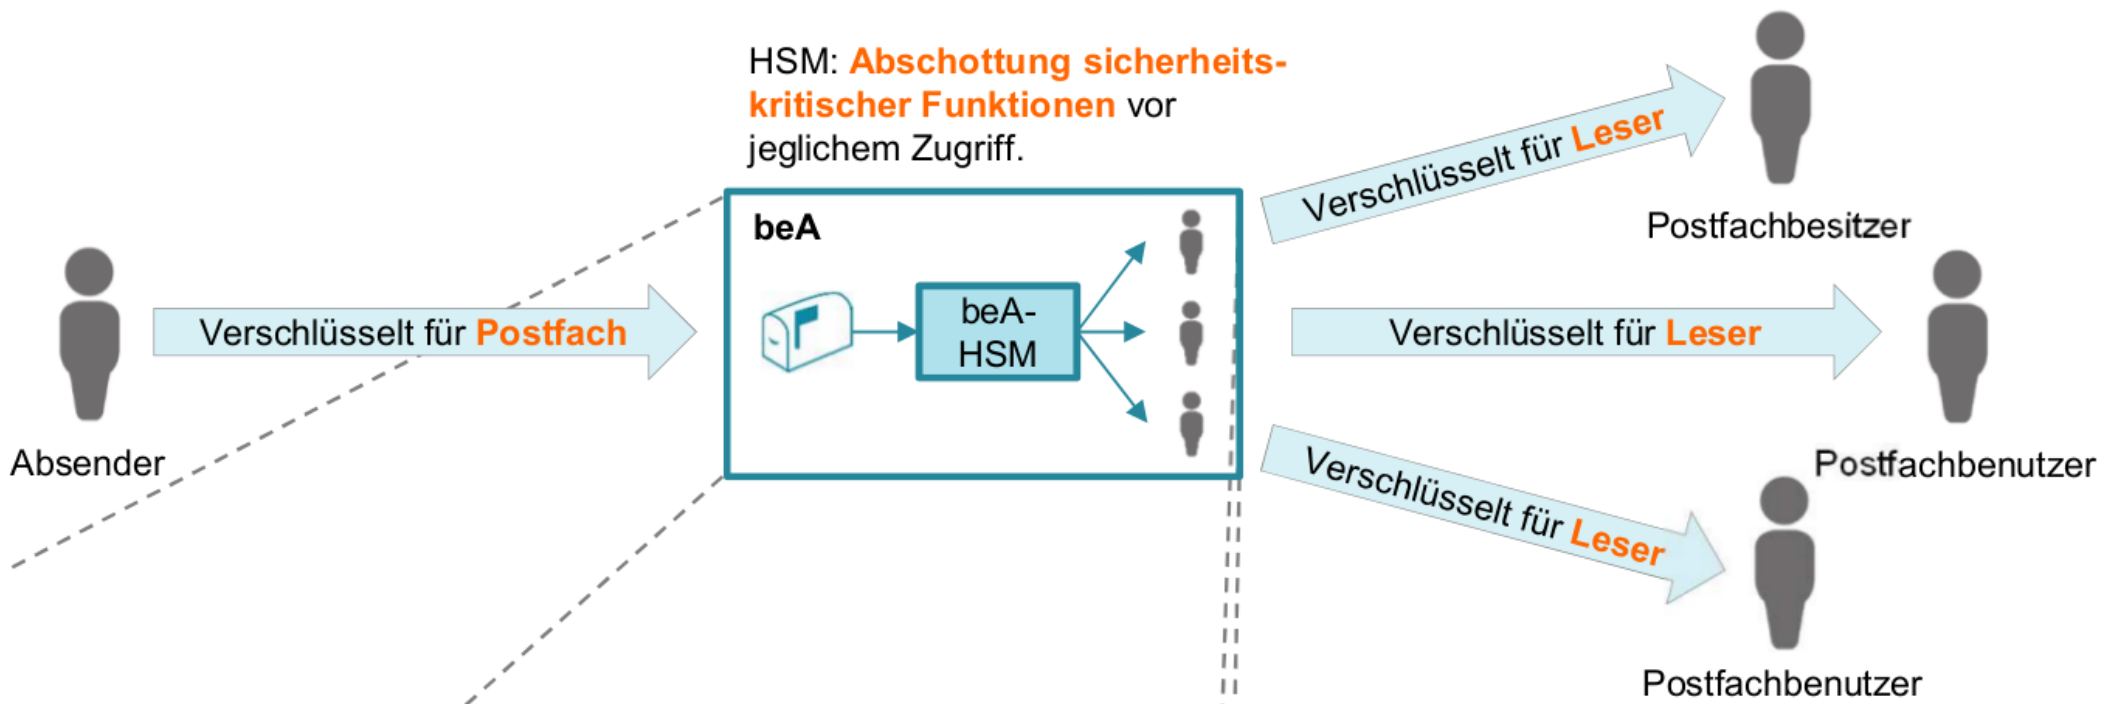 HSM: Abschottung sicherheits-
kritischer Funktionen vor
jeglichem Zugriff.
Absender
Verschlüsselt für Postfach
beA
beA-
HSM
Verschlüsselt für Leser
Postfachbesitzer
Verschlüsselt für Leser
Postfachbenutzer
Verschlüsselt für Leser
Postfachbenutzer